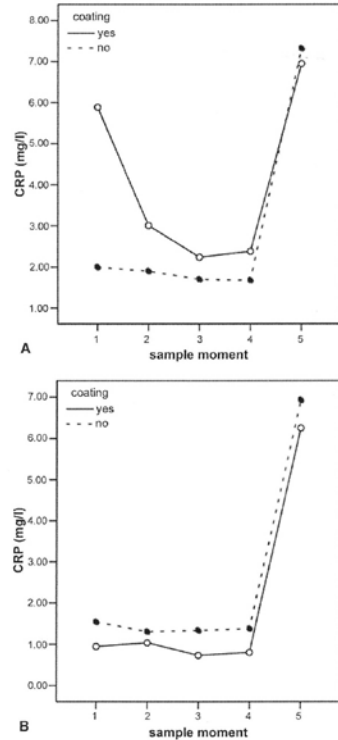 coating
yes
no
8.00
7.00
6.00
5.00
4.00
3.00
2.00
1.00
CRP (mg/l)
1 2 3 4 5
sample moment
A
coating
yes
no
7.00
6.00
5.00
4.00
3.00
2.00
1.00
0.00
CRP (mg/l)
1 2 3 4 5
sample moment
B